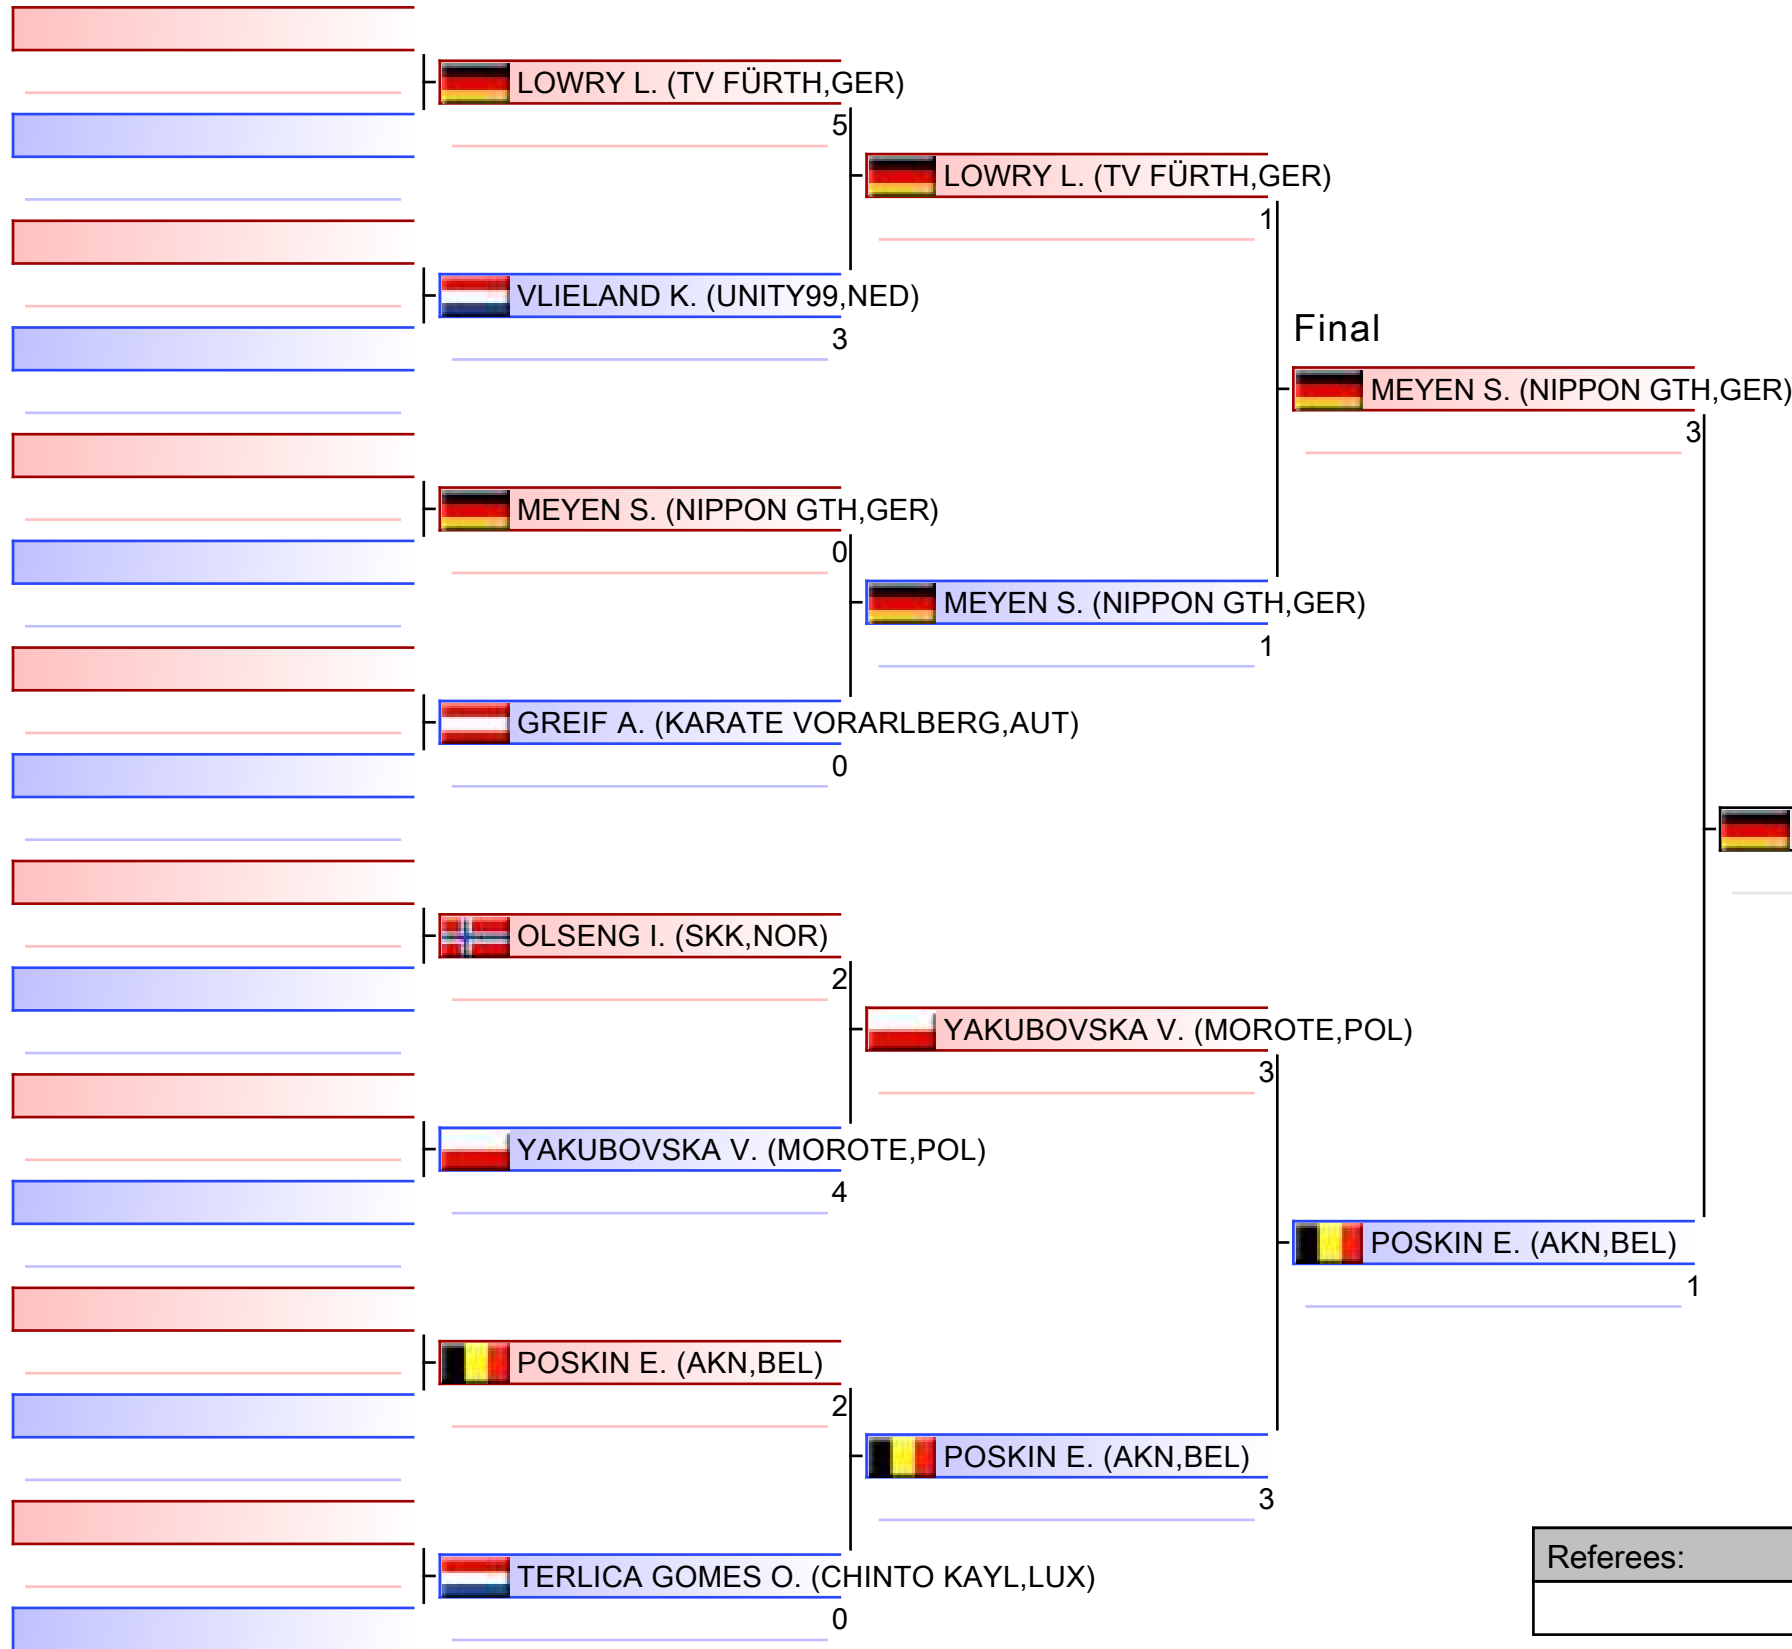 LOWRY L. (TV FÜRTH,GER)
5
LOWRY L. (TV FÜRTH,GER)
1
VLIELAND K. (UNITY99,NED)
3
Final
MEYEN S. (NIPPON GTH,GER)
3
MEYEN S. (NIPPON GTH,GER)
0
MEYEN S. (NIPPON GTH,GER)
1
GREIF A. (KARATE VORARLBERG,AUT)
0
OLSENG I. (SKK,NOR)
2
YAKUBOVSKA V. (MOROTE,POL)
3
YAKUBOVSKA V. (MOROTE,POL)
4
POSKIN E. (AKN,BEL)
1
POSKIN E. (AKN,BEL)
2
POSKIN E. (AKN,BEL)
3
TERLICA GOMES O. (CHINTO KAYL,LUX)
0
Referees: